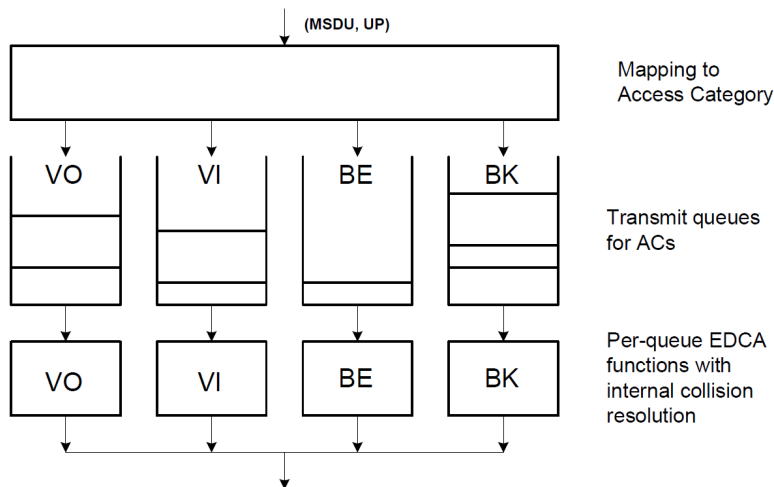 (MSDU, UP)
Mapping to
Access Category
VO
VI
BE
BK
Transmit queues
for ACs
VO
VI
BE
BK
Per-queue EDCA
functions with
internal collision
resolution